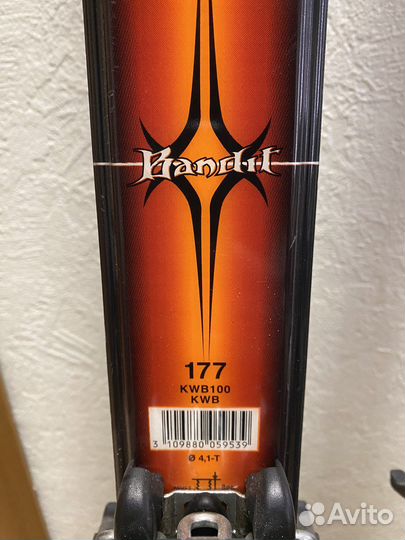 Bandit
177
KWB100
KWB
3 109880 059539
Ø 4,1-T
Avito